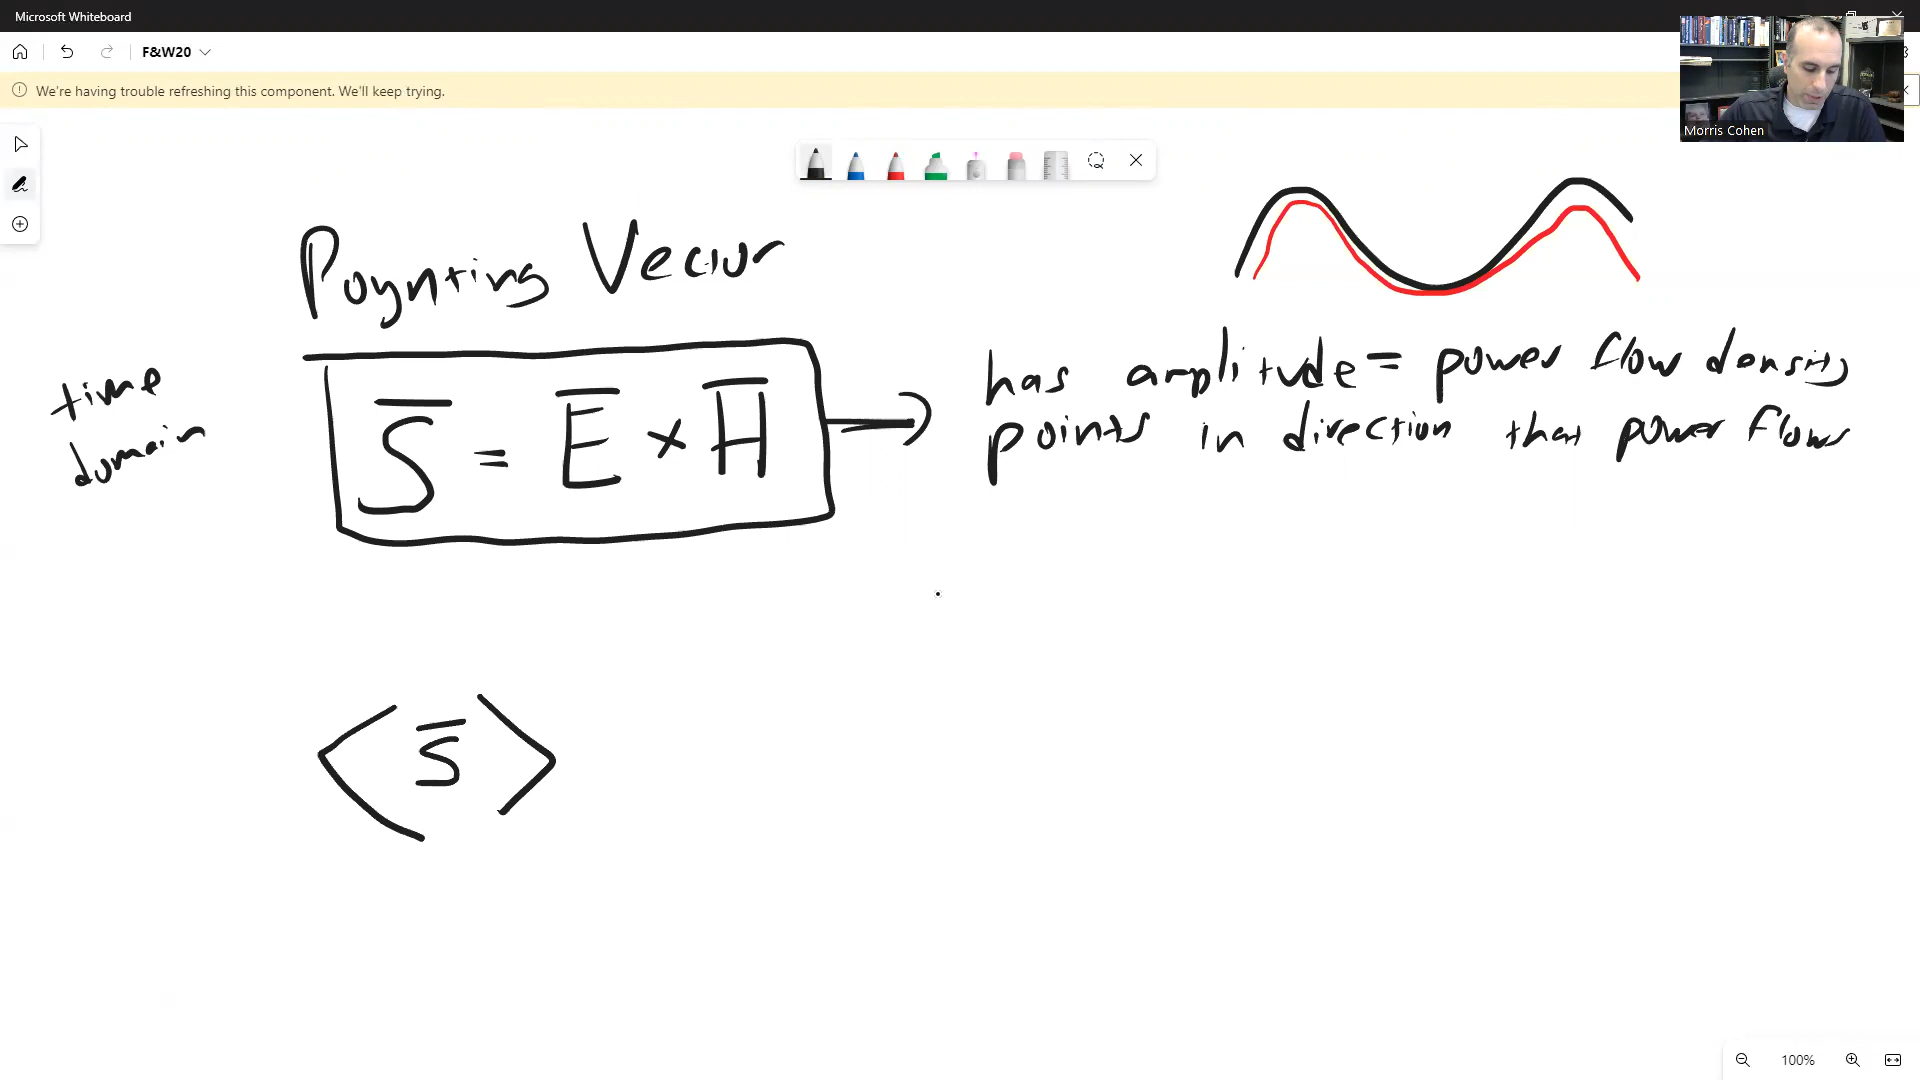 Microsoft Whiteboard
F&W20
We're having trouble refreshing this component. We'll keep trying.
Morris Cohen
Poynting Vector
time
domain
S̅ = E̅ × H̅
has amplitude = power flow density
points in direction that power flows
⟨S̅⟩
100%